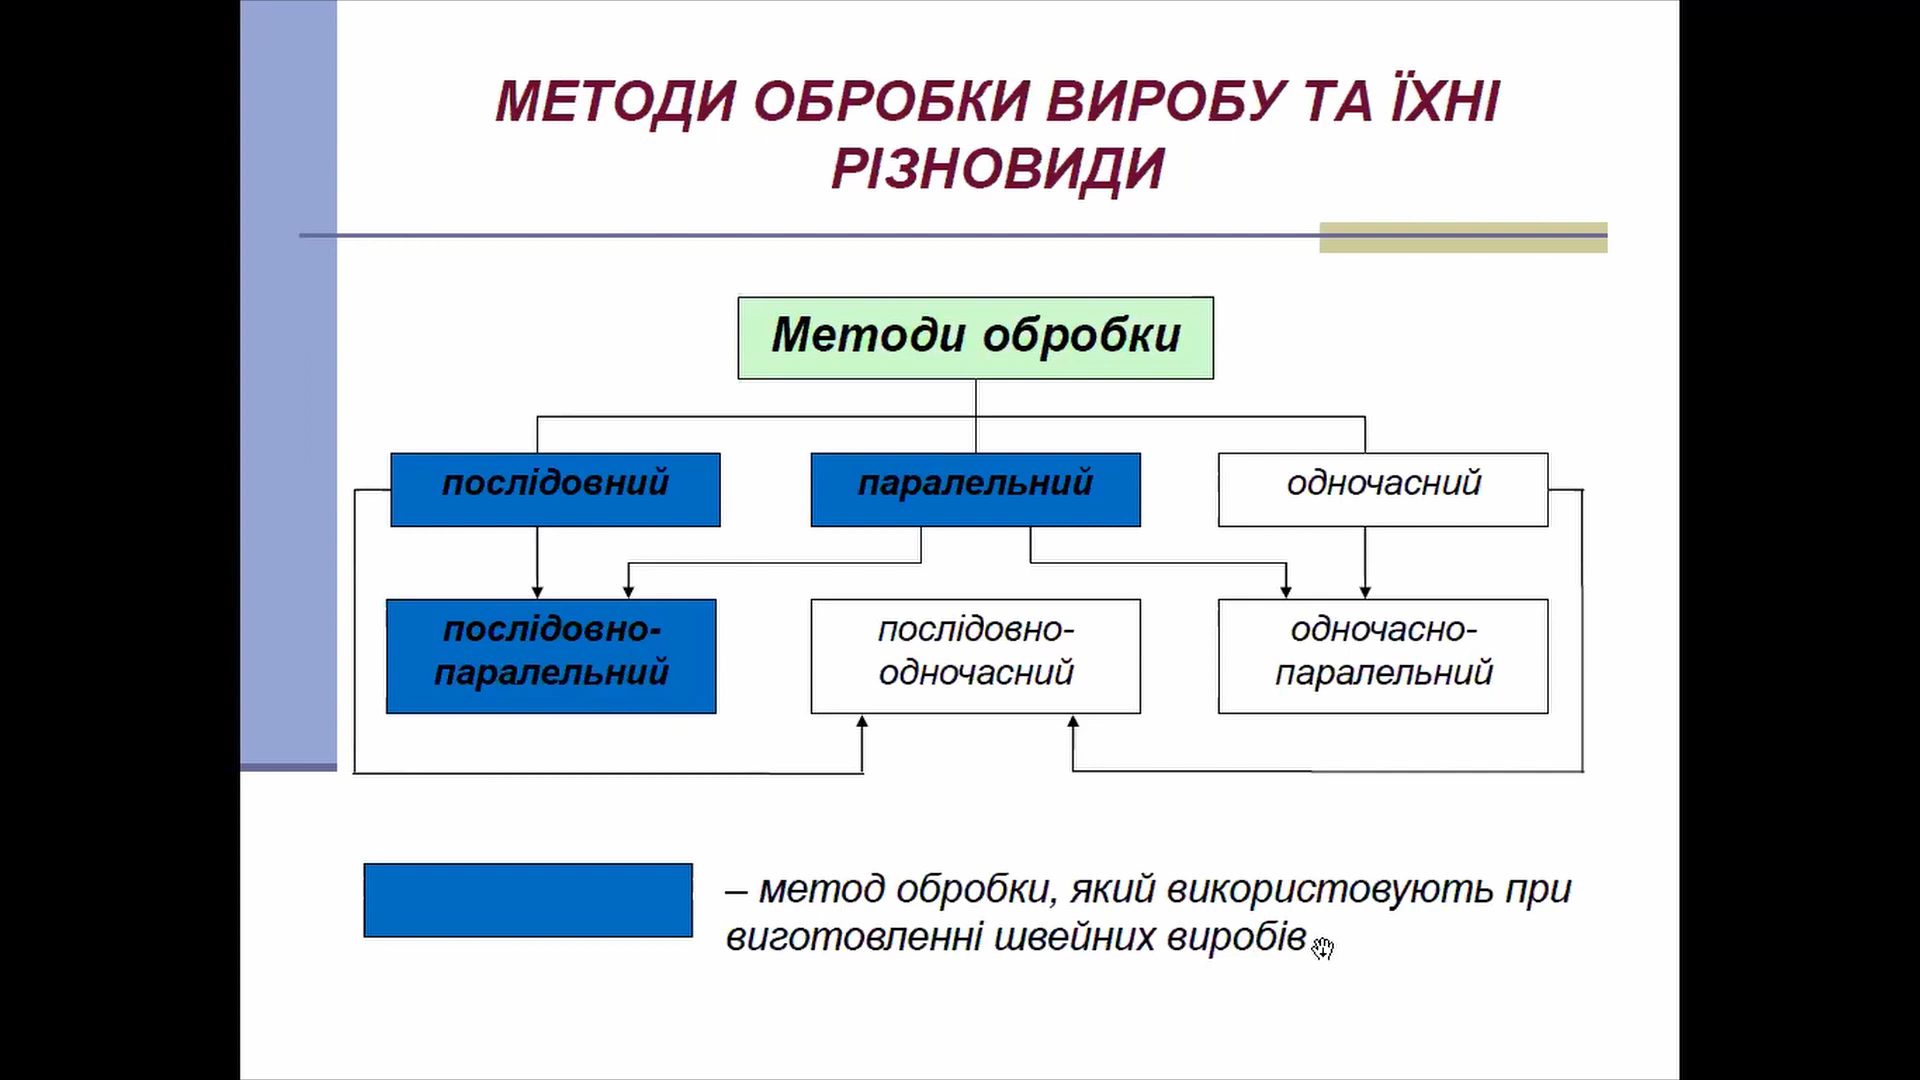 МЕТОДИ ОБРОБКИ ВИРОБУ ТА ЇХНІ
РІЗНОВИДИ
Методи обробки
послідовний
паралельний
одночасний
послідовно-
паралельний
послідовно-
одночасний
одночасно-
паралельний
– метод обробки, який використовують при
виготовленні швейних виробів